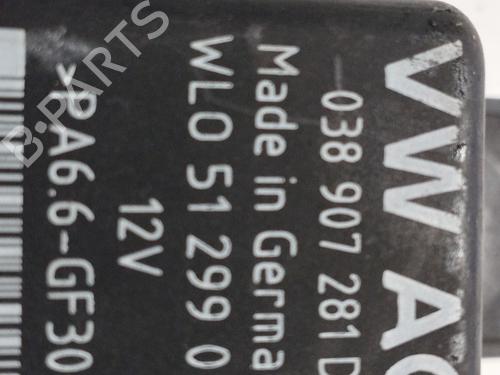 VW AG
038 907 281 D
Made in Germa
WLO 51 299 0
12V
>PA6.6-GF30
B-PARTS